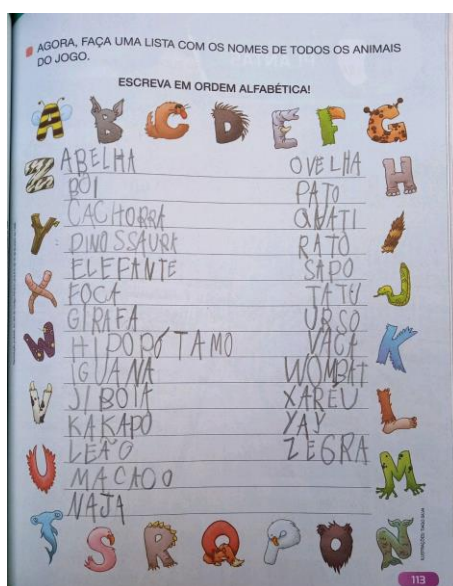 AGORA, FAÇA UMA LISTA COM OS NOMES DE TODOS OS ANIMAIS
DO JOGO.
ESCREVA EM ORDEM ALFABÉTICA!
A B C D E F G
H
I
J
K
L
M
N
O
P
Q
R
S
T
U
V
W
X
Y
Z
ABELHA
BOI
CACHORRA
DINOSSAURA
ELEFANTE
FOCA
GIRAFA
HIPOPÓTAMO
IGUANA
JIBOIA
KAKAPO
LEÃO
MACACO
NAJA
OVELHA
PATO
QUATI
RATO
SAPO
TATU
URSO
VACA
WOMBAT
XARÉU
YAY
ZEGRA
113